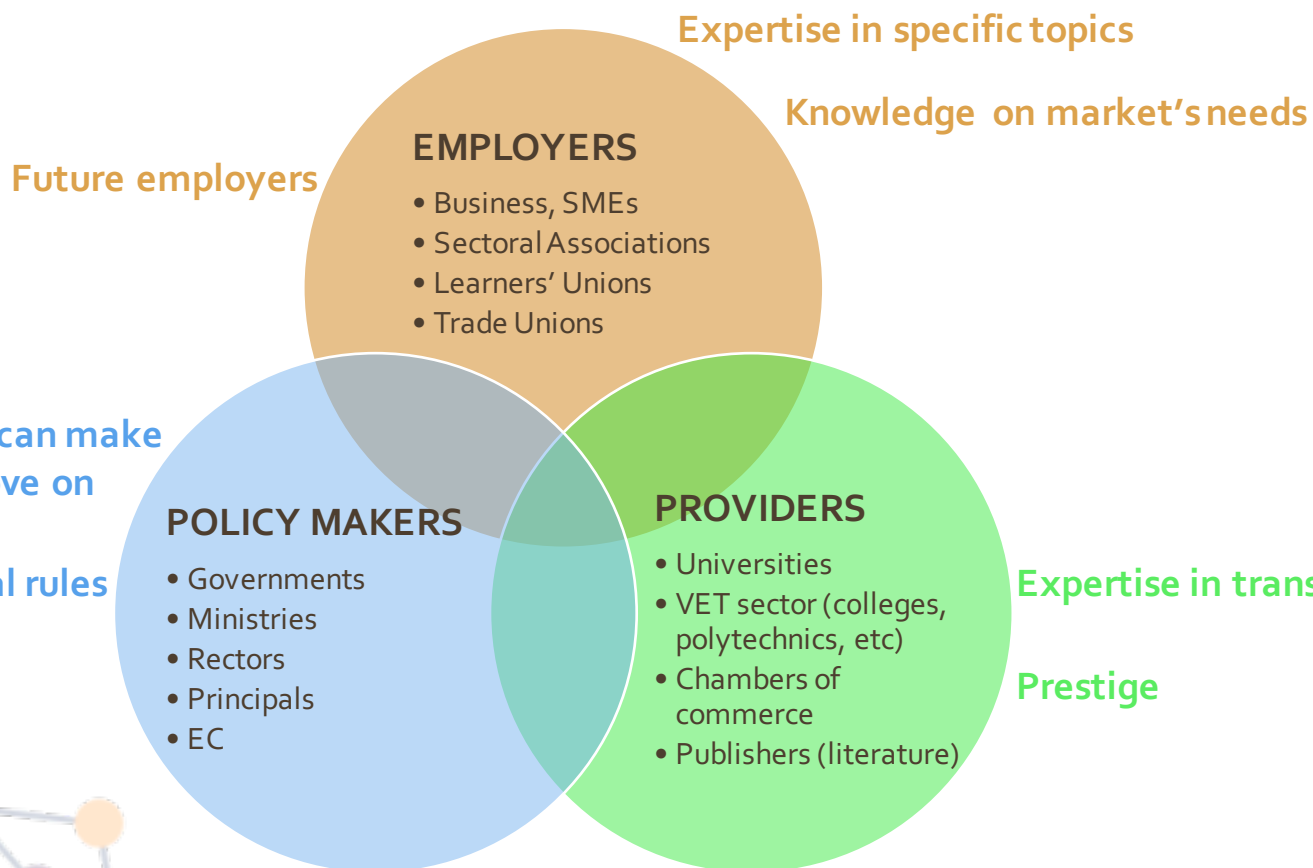 Expertise in specific topics
Knowledge on market's needs
Future employers
EMPLOYERS
• Business, SMEs
• Sectoral Associations
• Learners' Unions
• Trade Unions
can make
on
rules
POLICY MAKERS
• Governments
• Ministries
• Rectors
• Principals
• EC
PROVIDERS
• Universities
• VET sector (colleges,
polytechnics, etc)
• Chambers of
commerce
• Publishers (literature)
Expertise in
Prestige